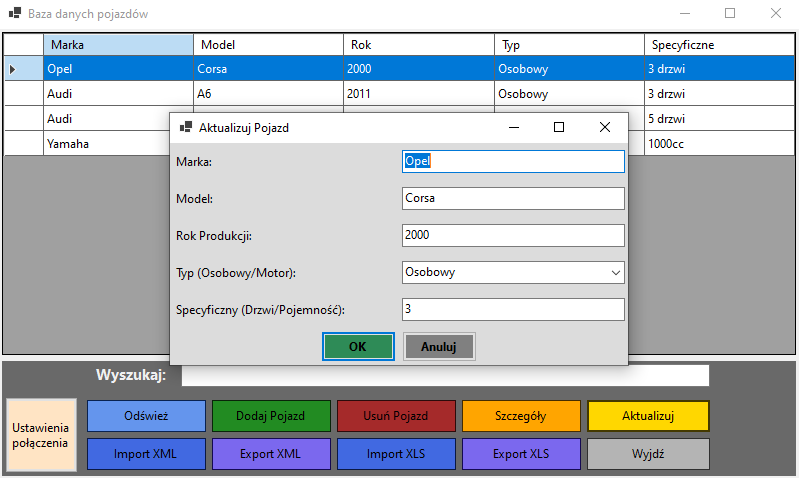 Baza danych pojazdów
Marka Model Rok Typ Specyficzne
Opel Corsa 2000 Osobowy 3 drzwi
Audi A6 2011 Osobowy 3 drzwi
Audi 5 drzwi
Yamaha 1000cc
Aktualizuj Pojazd
Marka: Opel
Model: Corsa
Rok Produkcji: 2000
Typ (Osobowy/Motor): Osobowy
Specyficzny (Drzwi/Pojemność): 3
OK Anuluj
Wyszukaj:
Ustawienia połączenia
Odśwież Dodaj Pojazd Usuń Pojazd Szczegóły Aktualizuj
Import XML Export XML Import XLS Export XLS Wyjdź